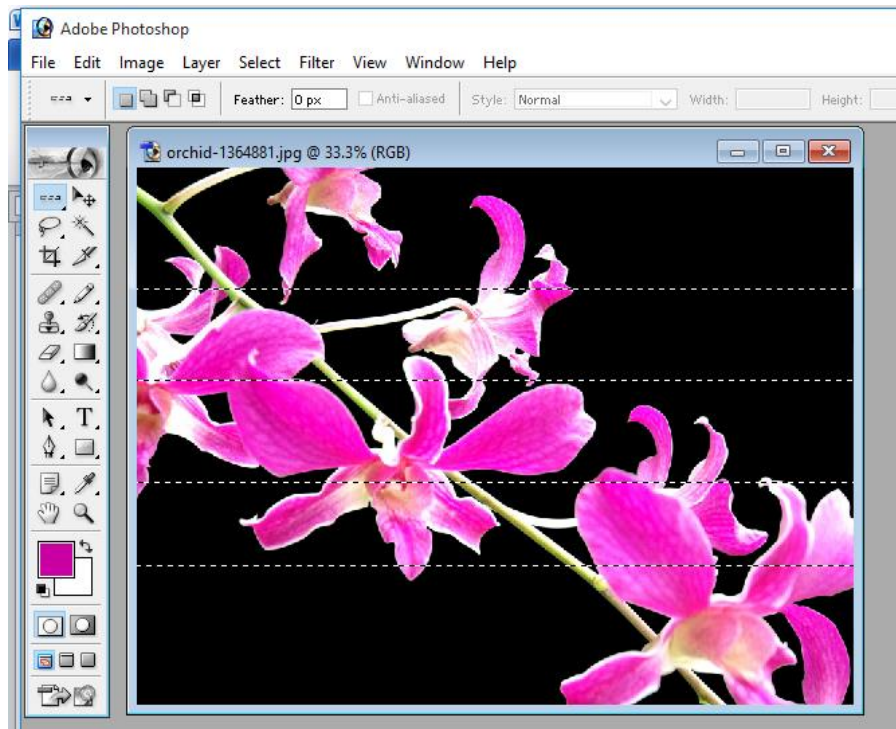 Adobe Photoshop
File Edit Image Layer Select Filter View Window Help
Feather: 0 px Anti-aliased Style: Normal Width: Height:
orchid-1364881.jpg @ 33.3% (RGB)
T